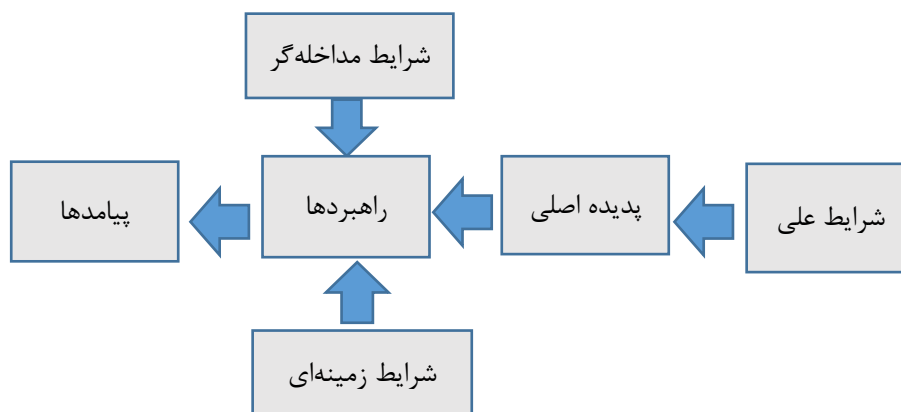 شرایط مداخله‌گر
شرایط علی
پدیده اصلی
راهبردها
پیامدها
شرایط زمینه‌ای